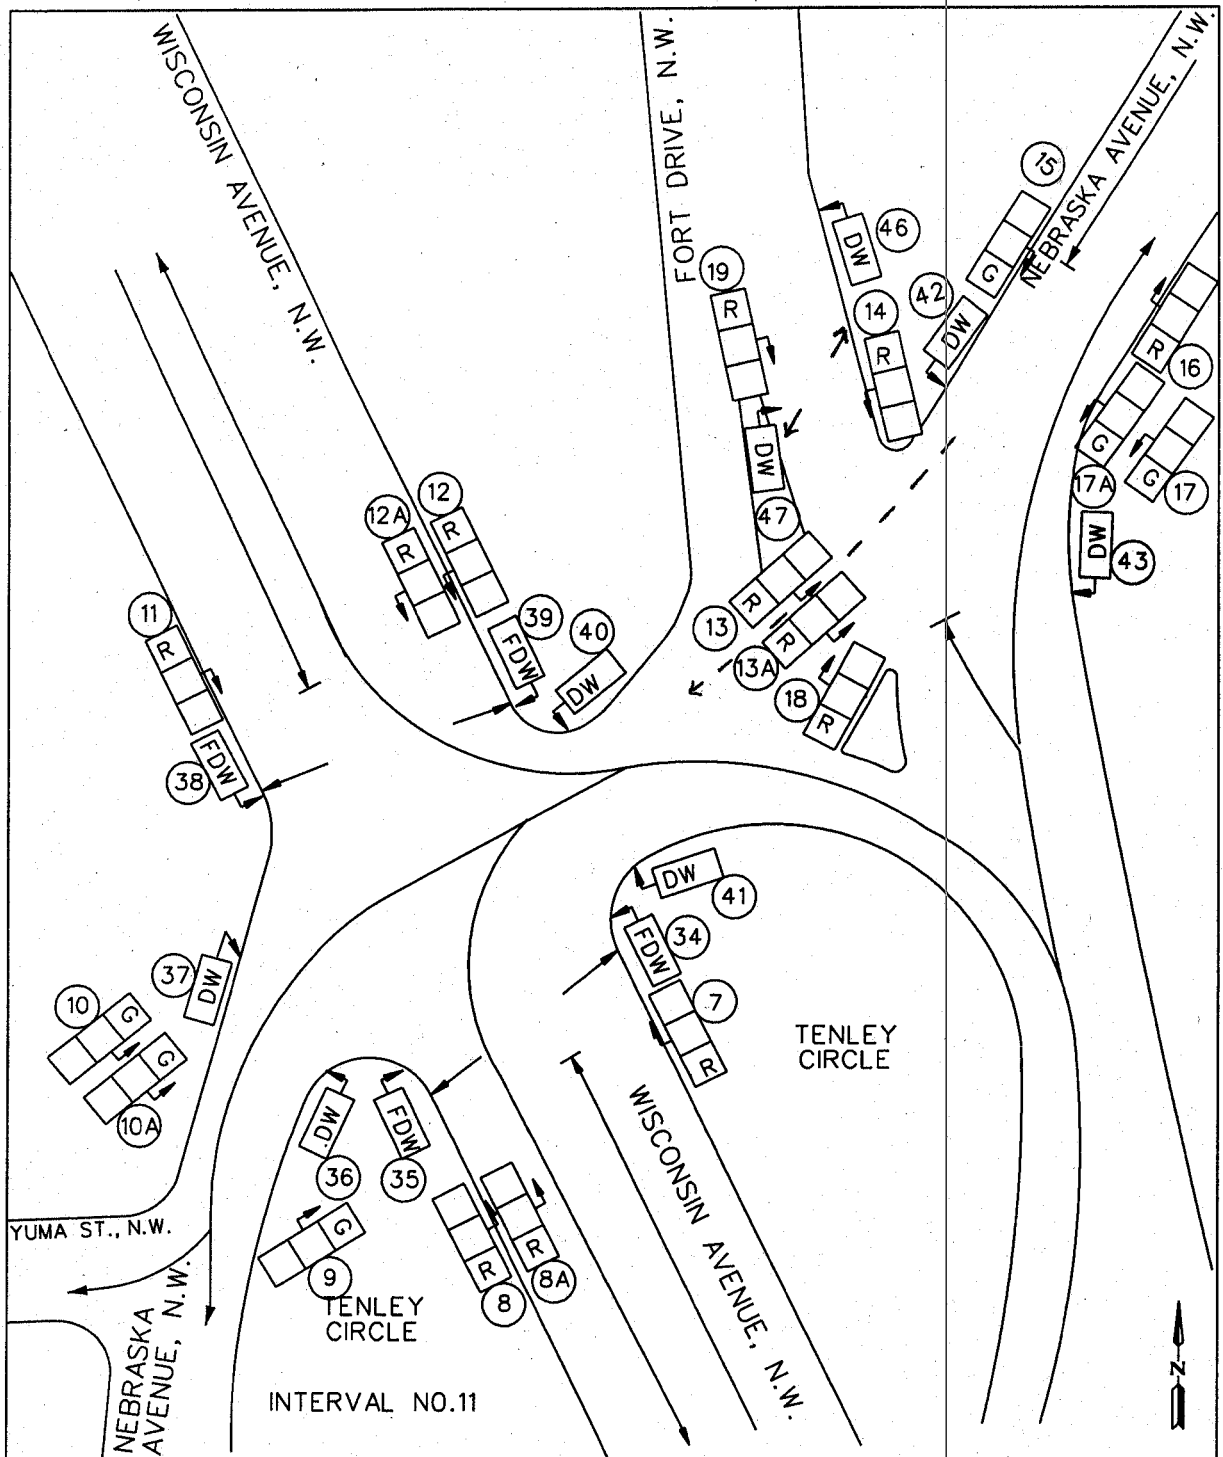 WISCONSIN AVENUE, N.W.
FORT DRIVE, N.W.
NEBRASKA AVENUE, N.W.
15
46
DW
G
19
R
42
DW
14
R
R
16
12
R
12A
R
G
17A
G
17
DW
47
DW
43
11
R
39
FDW
40
DW
13
R
13A
R
18
R
FDW
38
DW
41
34
FDW
7
R
37
DW
10
G
G
10A
TENLEY
CIRCLE
DW
36
FDW
35
WISCONSIN AVENUE, N.W.
YUMA ST., N.W.
G
9
R
8
R
8A
TENLEY
CIRCLE
NEBRASKA
AVENUE, N.W.
INTERVAL NO.11
N